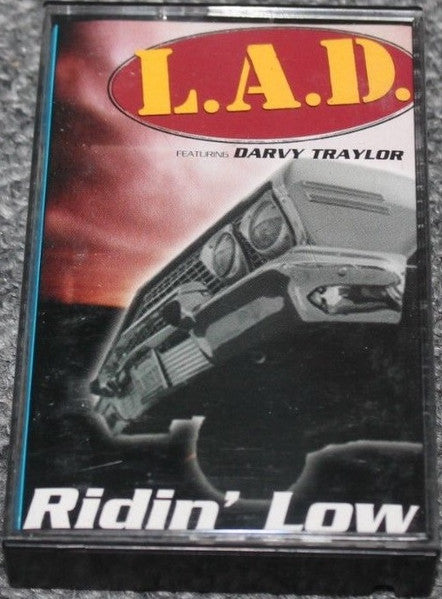 L.A.D.
FEATURING DARVY TRAYLOR
Ridin' Low